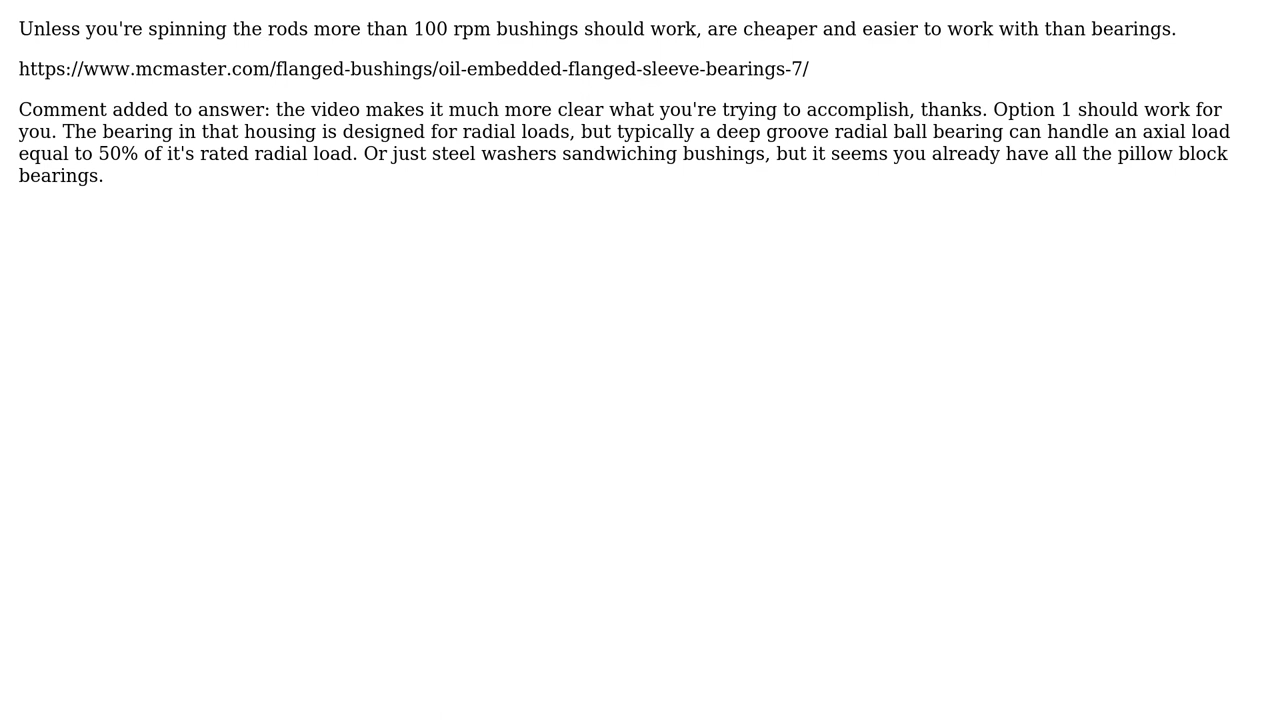 Unless you're spinning the rods more than 100 rpm bushings should work, are cheaper and easier to work with than bearings.
https://www.mcmaster.com/flanged-bushings/oil-embedded-flanged-sleeve-bearings-7/
Comment added to answer: the video makes it much more clear what you're trying to accomplish, thanks. Option 1 should work for
you. The bearing in that housing is designed for radial loads, but typically a deep groove radial ball bearing can handle an axial load
equal to 50% of it's rated radial load. Or just steel washers sandwiching bushings, but it seems you already have all the pillow block
bearings.